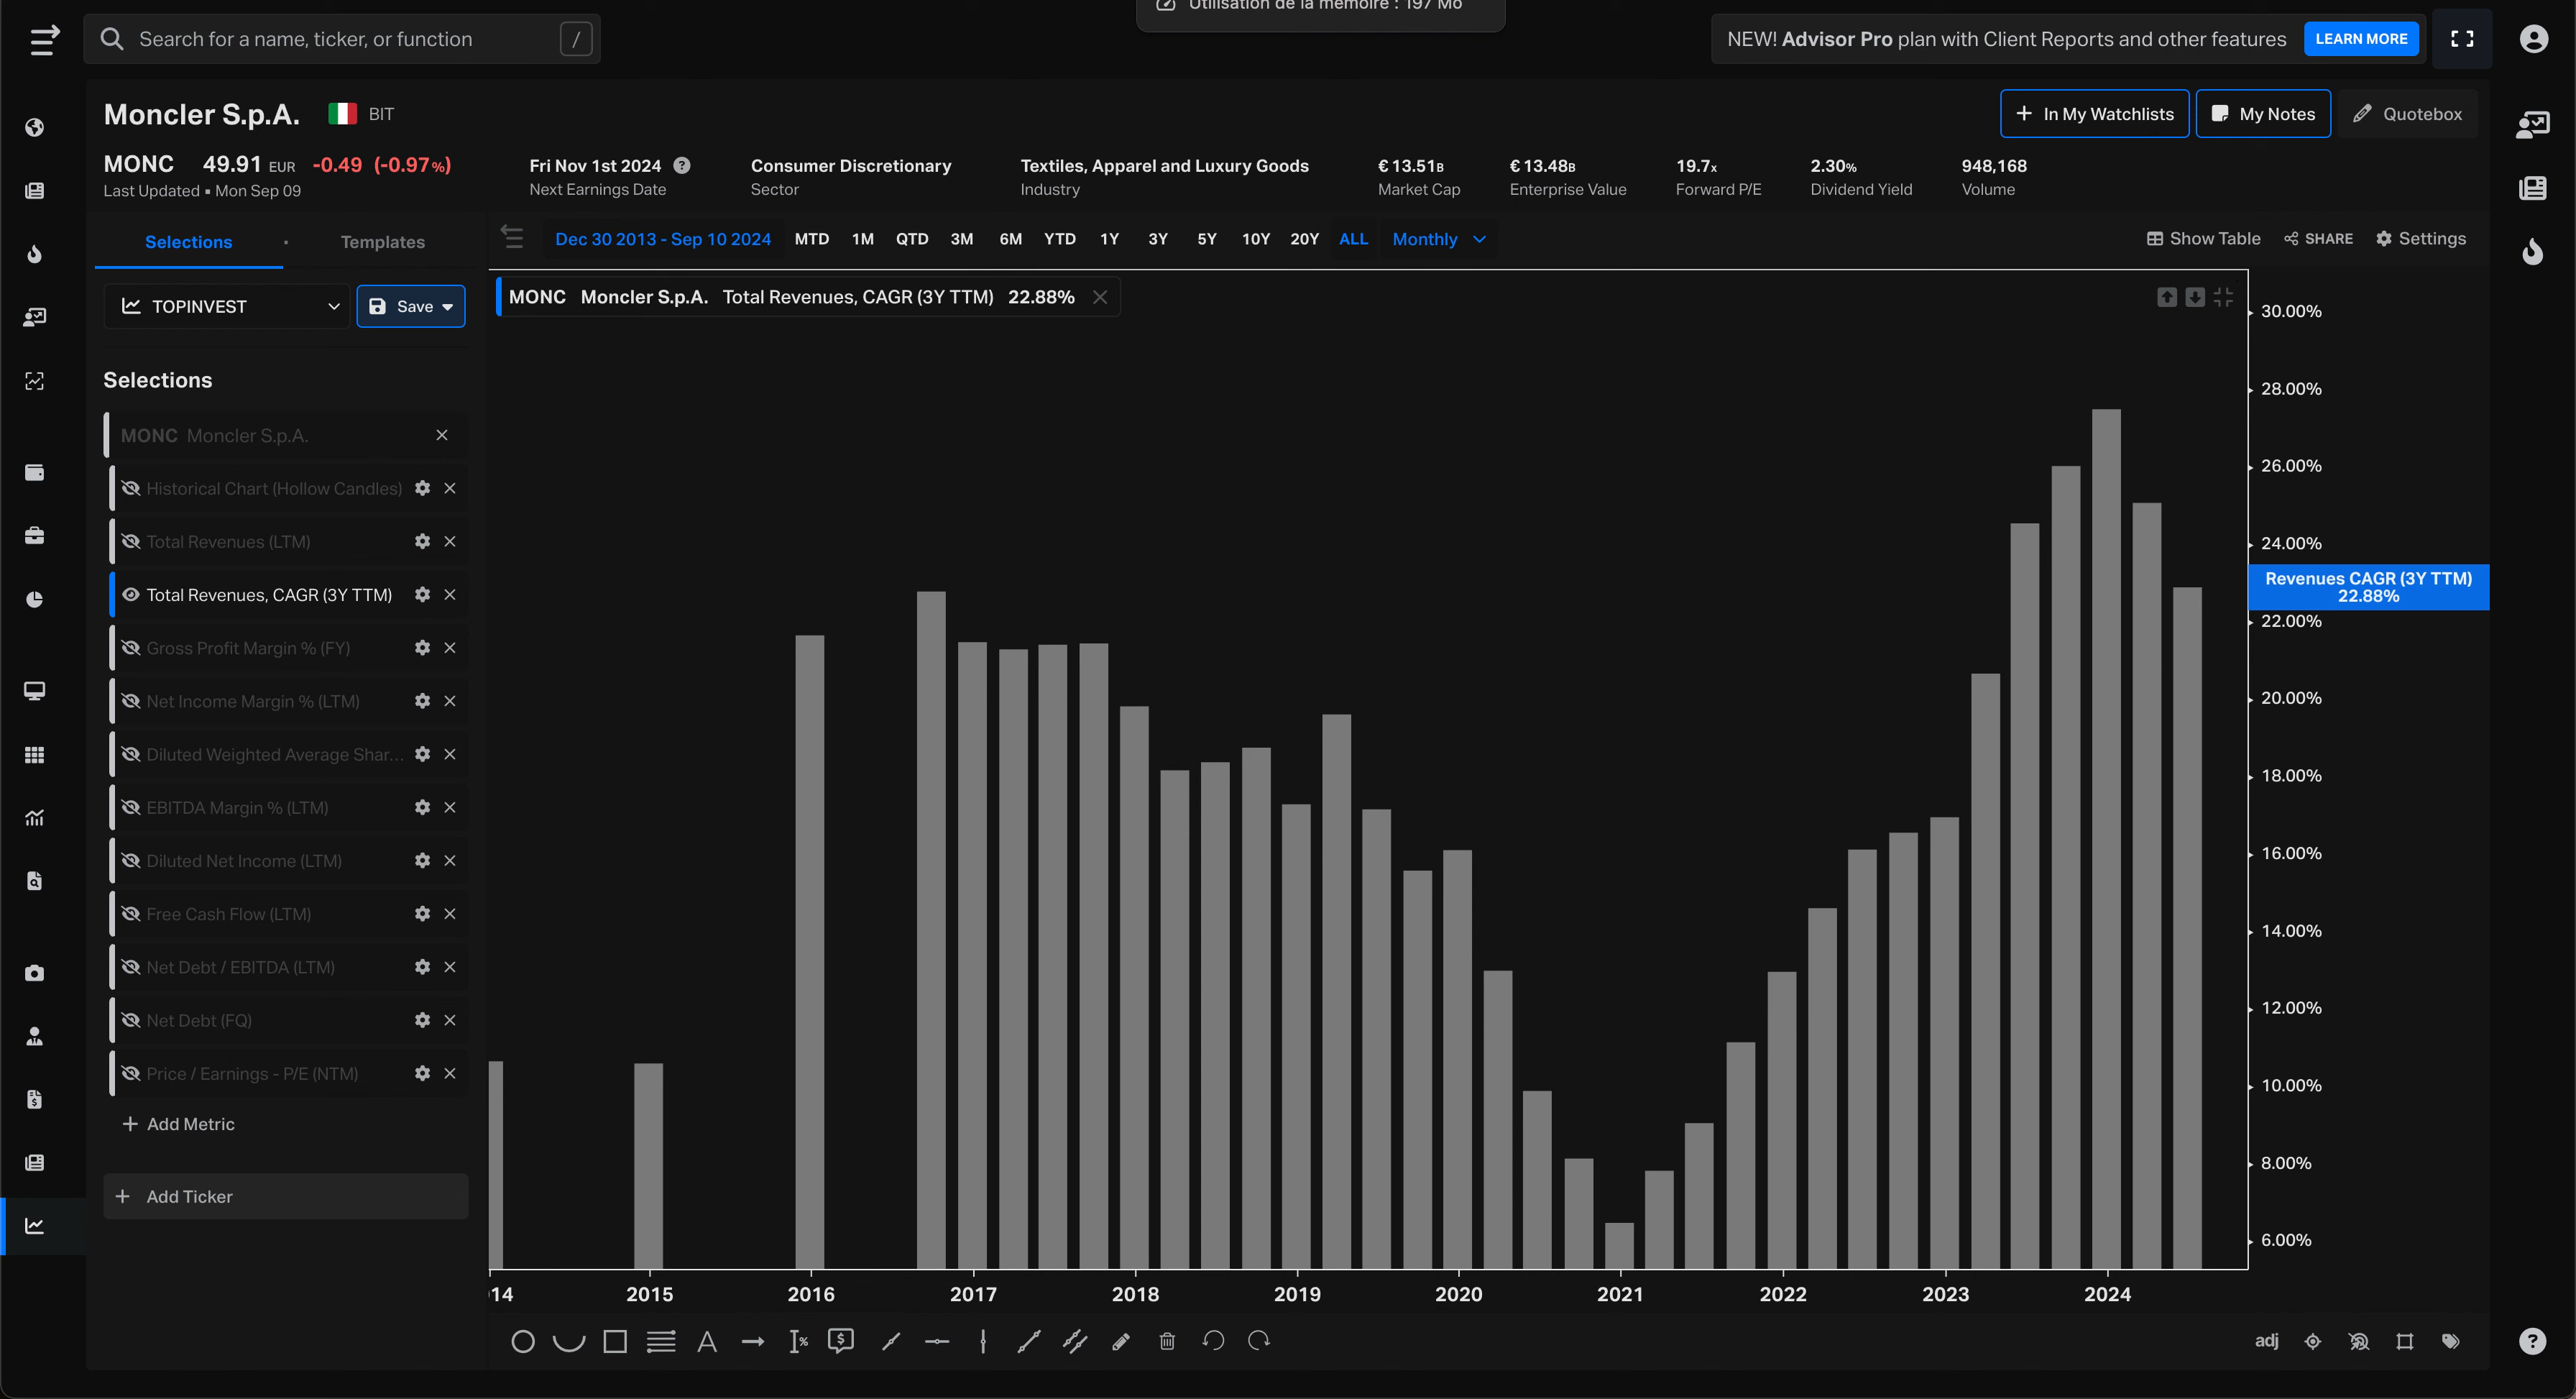 Utilisation de la mémoire : 197 Mo
Search for a name, ticker, or function /
NEW! Advisor Pro plan with Client Reports and other features LEARN MORE
Moncler S.p.A. BIT
In My Watchlists My Notes Quotebox
MONC 49.91 EUR -0.49 (-0.97%)
Last Updated ▪ Mon Sep 09
Fri Nov 1st 2024 ?
Next Earnings Date
Consumer Discretionary
Sector
Textiles, Apparel and Luxury Goods
Industry
€ 13.51B
Market Cap
€ 13.48B
Enterprise Value
19.7x
Forward P/E
2.30%
Dividend Yield
948,168
Volume
Selections · Templates
Dec 30 2013 - Sep 10 2024 MTD 1M QTD 3M 6M YTD 1Y 3Y 5Y 10Y 20Y ALL Monthly
Show Table SHARE Settings
TOPINVEST Save
Selections
MONC Moncler S.p.A.
Historical Chart (Hollow Candles)
Total Revenues (LTM)
Total Revenues, CAGR (3Y TTM)
Gross Profit Margin % (FY)
Net Income Margin % (LTM)
Diluted Weighted Average Shar...
EBITDA Margin % (LTM)
Diluted Net Income (LTM)
Free Cash Flow (LTM)
Net Debt / EBITDA (LTM)
Net Debt (FQ)
Price / Earnings - P/E (NTM)
+ Add Metric
+ Add Ticker
MONC Moncler S.p.A. Total Revenues, CAGR (3Y TTM) 22.88%
30.00%
28.00%
26.00%
24.00%
Revenues CAGR (3Y TTM)
22.88%
22.00%
20.00%
18.00%
16.00%
14.00%
12.00%
10.00%
8.00%
6.00%
14 2015 2016 2017 2018 2019 2020 2021 2022 2023 2024
adj